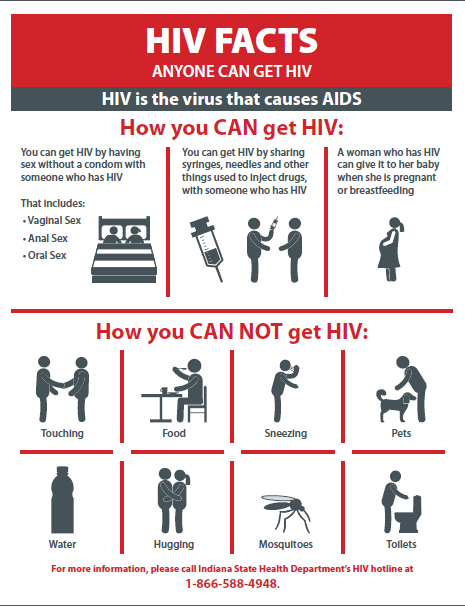 HIV FACTS
ANYONE CAN GET HIV
HIV is the virus that causes AIDS
How you CAN get HIV:
You can get HIV by having
sex without a condom with
someone who has HIV
That includes:
• Vaginal Sex
• Anal Sex
• Oral Sex
You can get HIV by sharing
syringes, needles and other
things used to inject drugs,
with someone who has HIV
A woman who has HIV
can give it to her baby
when she is pregnant
or breastfeeding
How you CAN NOT get HIV:
Touching
Food
Sneezing
Pets
Water
Hugging
Mosquitoes
Toilets
For more information, please call Indiana State Health Department's HIV hotline at
1-866-588-4948.